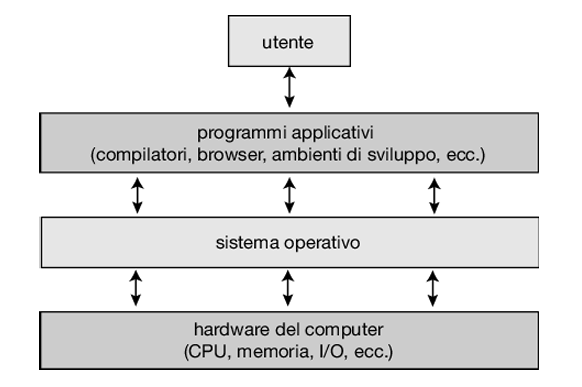 utente
programmi applicativi
(compilatori, browser, ambienti di sviluppo, ecc.)
sistema operativo
hardware del computer
(CPU, memoria, I/O, ecc.)